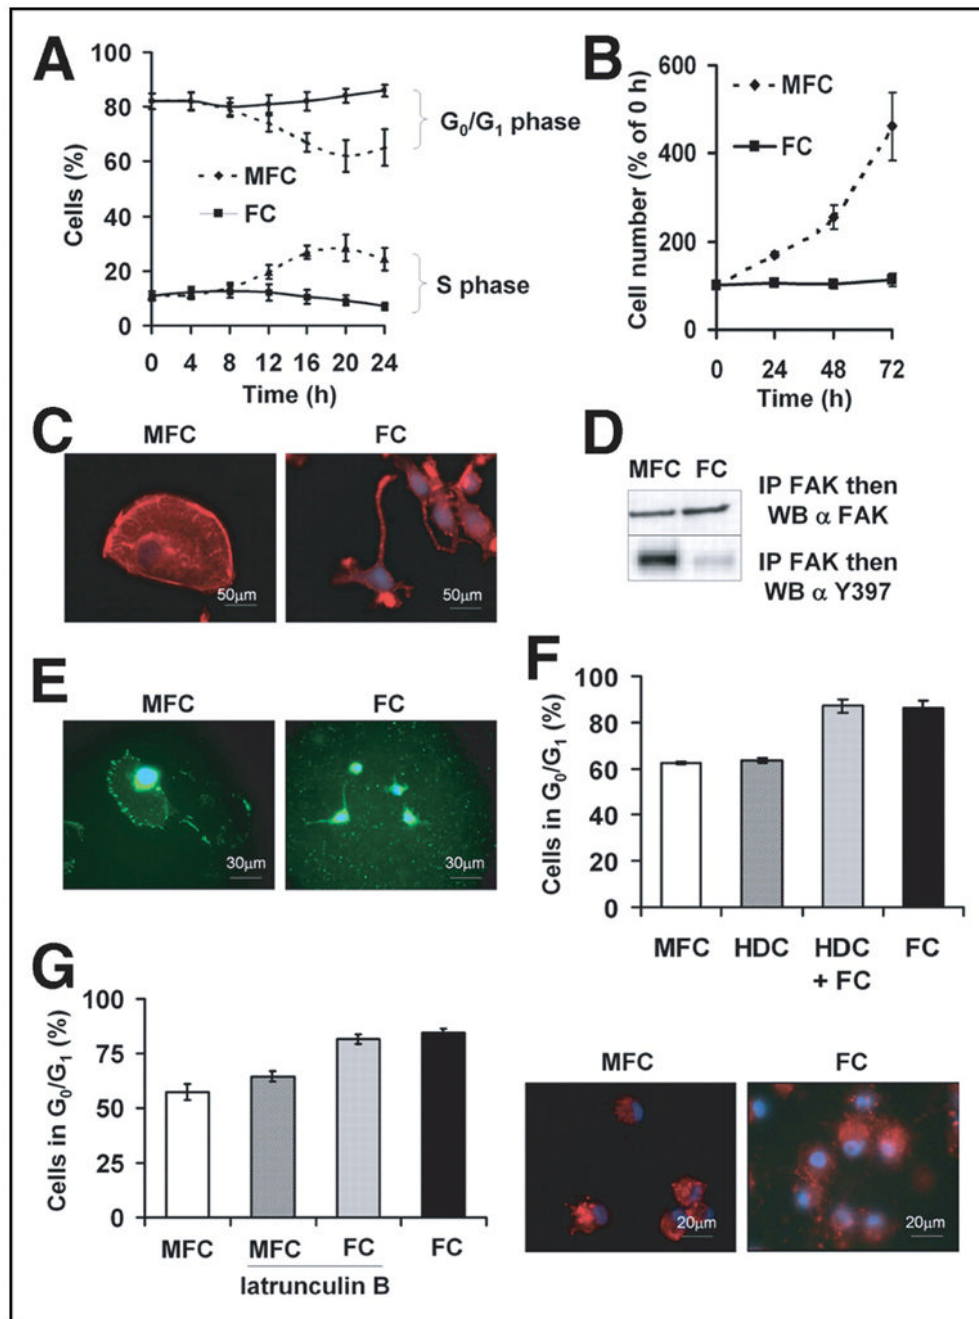 A
100
80
60
40
20
0
Cells (%)
0 4 8 12 16 20 24
Time (h)
MFC
FC
G0/G1 phase
S phase
B
600
400
200
0
Cell number (% of 0 h)
MFC
FC
0 24 48 72
Time (h)
C
MFC FC
50μm
50μm
D
MFC FC
IP FAK then
WB α FAK
IP FAK then
WB α Y397
E
MFC FC
30μm
30μm
F
100
80
60
40
20
0
Cells in G0/G1 (%)
MFC HDC HDC FC
+ FC
G
100
75
50
25
0
Cells in G0/G1 (%)
MFC MFC FC FC
latrunculin B
MFC FC
20μm
20μm